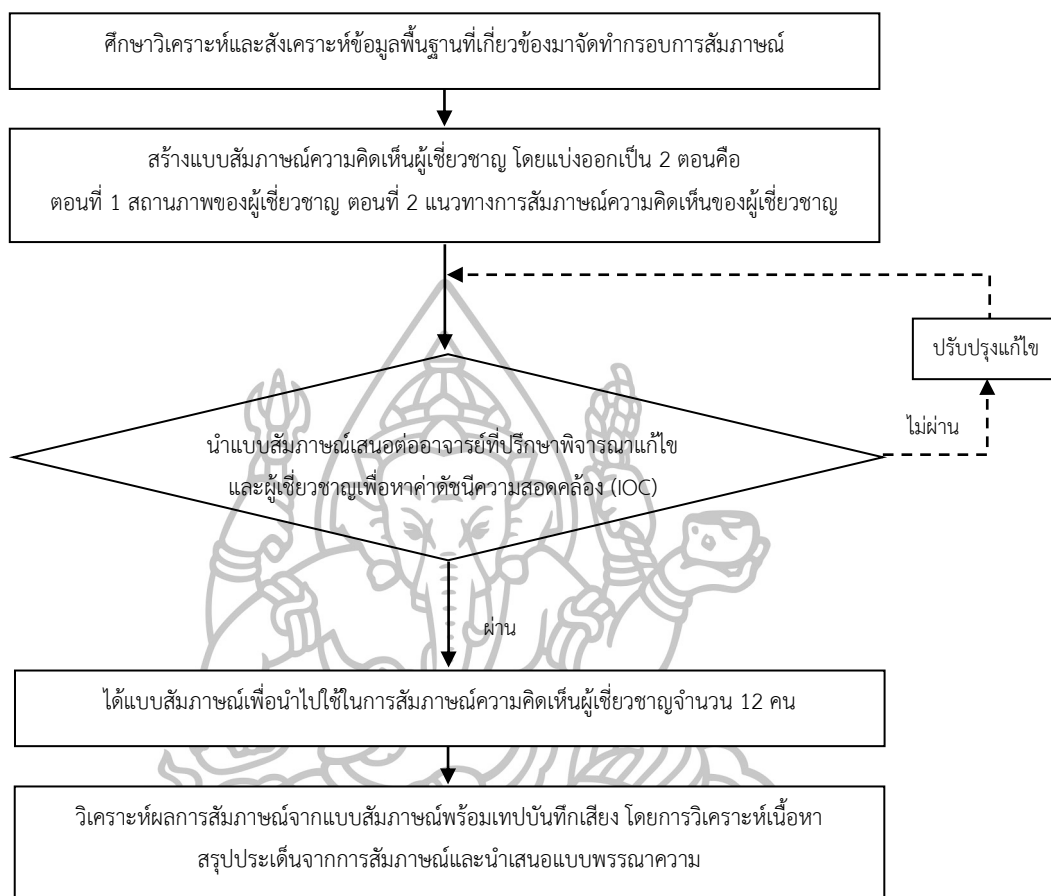 ศึกษาวิเคราะห์และสังเคราะห์ข้อมูลพื้นฐานที่เกี่ยวข้องมาจัดทำกรอบการสัมภาษณ์
สร้างแบบสัมภาษณ์ความคิดเห็นผู้เชี่ยวชาญ โดยแบ่งออกเป็น 2 ตอนคือ
ตอนที่ 1 สถานภาพของผู้เชี่ยวชาญ ตอนที่ 2 แนวทางการสัมภาษณ์ความคิดเห็นของผู้เชี่ยวชาญ
ปรับปรุงแก้ไข
ไม่ผ่าน
นำแบบสัมภาษณ์เสนอต่ออาจารย์ที่ปรึกษาพิจารณาแก้ไข
และผู้เชี่ยวชาญเพื่อหาค่าดัชนีความสอดคล้อง (IOC)
ผ่าน
ได้แบบสัมภาษณ์เพื่อนำไปใช้ในการสัมภาษณ์ความคิดเห็นผู้เชี่ยวชาญจำนวน 12 คน
วิเคราะห์ผลการสัมภาษณ์จากแบบสัมภาษณ์พร้อมเทปบันทึกเสียง โดยการวิเคราะห์เนื้อหา
สรุปประเด็นจากการสัมภาษณ์และนำเสนอแบบพรรณาความ